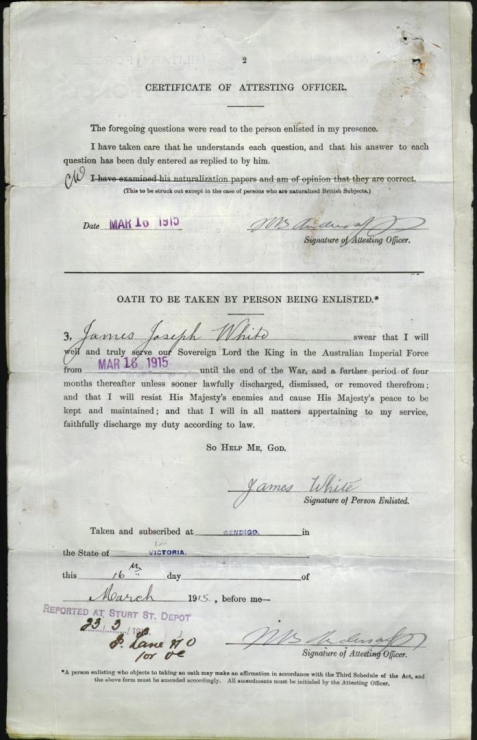 2
CERTIFICATE OF ATTESTING OFFICER.
The foregoing questions were read to the person enlisted in my presence.
I have taken care that he understands each question, and that his answer to each
question has been duly entered as replied to by him.
I have examined his naturalization papers and am of opinion that they are correct.
(This to be struck out except in the case of persons who are naturalized British Subjects.)
Date MAR 16 1915
Signature of Attesting Officer.
OATH TO BE TAKEN BY PERSON BEING ENLISTED.*
3. James Joseph White swear that I will
well and truly serve our Sovereign Lord the King in the Australian Imperial Force
from MAR 16 1915 until the end of the War, and a further period of four
months thereafter unless sooner lawfully discharged, dismissed, or removed therefrom;
and that I will resist His Majesty's enemies and cause His Majesty's peace to be
kept and maintained; and that I will in all matters appertaining to my service,
faithfully discharge my duty according to law.
SO HELP ME, GOD.
James White
Signature of Person Enlisted.
Taken and subscribed at BENDIGO. in
the State of VICTORIA.
this 16th day of
March 1915, before me—
REPORTED AT STURT ST. DEPOT
23 3
Lane
for
Signature of Attesting Officer.
*A person enlisting who objects to taking an oath may make an affirmation in accordance with the Third Schedule of the Act, and
the above form must be amended accordingly. All amendments must be initialed by the Attesting Officer.